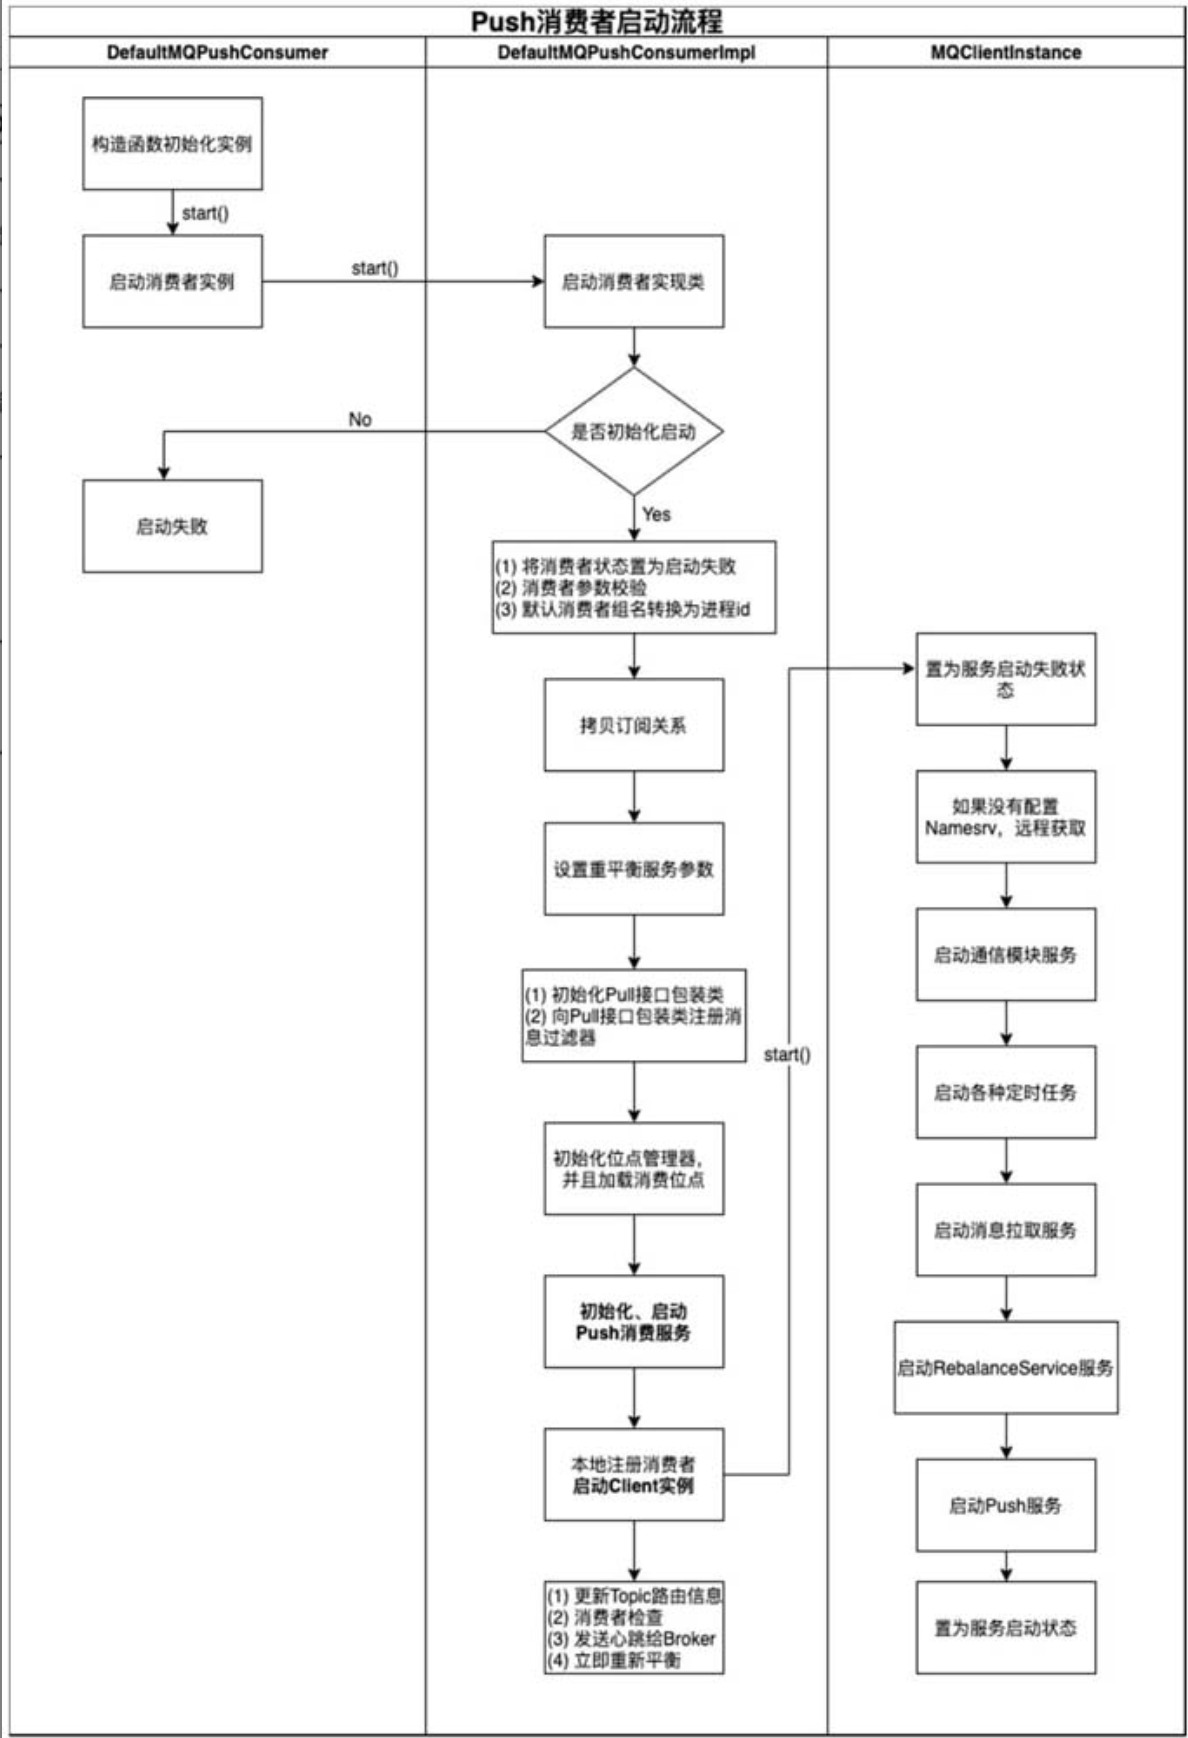 Push消费者启动流程
DefaultMQPushConsumer
DefaultMQPushConsumerImpl
MQClientInstance
构造函数初始化实例
start()
启动消费者实例
start()
启动消费者实现类
是否初始化启动
No
启动失败
Yes
(1) 将消费者状态置为启动失败
(2) 消费者参数校验
(3) 默认消费者组名转换为进程id
拷贝订阅关系
设置重平衡服务参数
(1) 初始化Pull接口包装类
(2) 向Pull接口包装类注册消
息过滤器
初始化位点管理器，
并且加载消费位点
初始化、启动
Push消费服务
本地注册消费者
启动Client实例
start()
(1) 更新Topic路由信息
(2) 消费者检查
(3) 发送心跳给Broker
(4) 立即重新平衡
置为服务启动失败状
态
如果没有配置
Namesrv，远程获取
启动通信模块服务
启动各种定时任务
启动消息拉取服务
启动RebalanceService服务
启动Push服务
置为服务启动状态